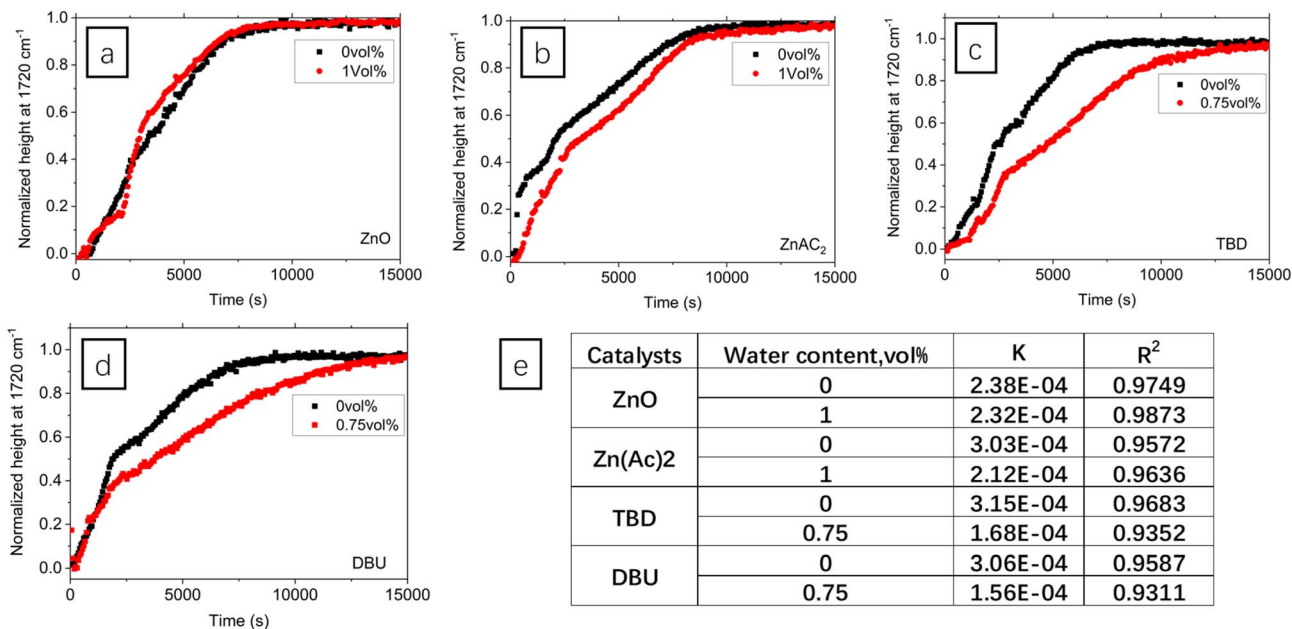 a
Normalized height at 1720 cm⁻¹
1.0
0.8
0.6
0.4
0.2
0.0
0vol%
1Vol%
ZnO
0 5000 10000 15000
Time (s)
b
Normalized height at 1720 cm⁻¹
1.0
0.8
0.6
0.4
0.2
0.0
0vol%
1Vol%
ZnAC₂
0 5000 10000 15000
Time (s)
c
Normalized height at 1720 cm⁻¹
1.0
0.8
0.6
0.4
0.2
0.0
0vol%
0.75vol%
TBD
0 5000 10000 15000
Time (s)
d
Normalized height at 1720 cm⁻¹
1.0
0.8
0.6
0.4
0.2
0.0
0vol%
0.75vol%
DBU
0 5000 10000 15000
Time (s)
e
Catalysts Water content,vol% K R²
ZnO 0 2.38E-04 0.9749
1 2.32E-04 0.9873
Zn(Ac)2 0 3.03E-04 0.9572
1 2.12E-04 0.9636
TBD 0 3.15E-04 0.9683
0.75 1.68E-04 0.9352
DBU 0 3.06E-04 0.9587
0.75 1.56E-04 0.9311